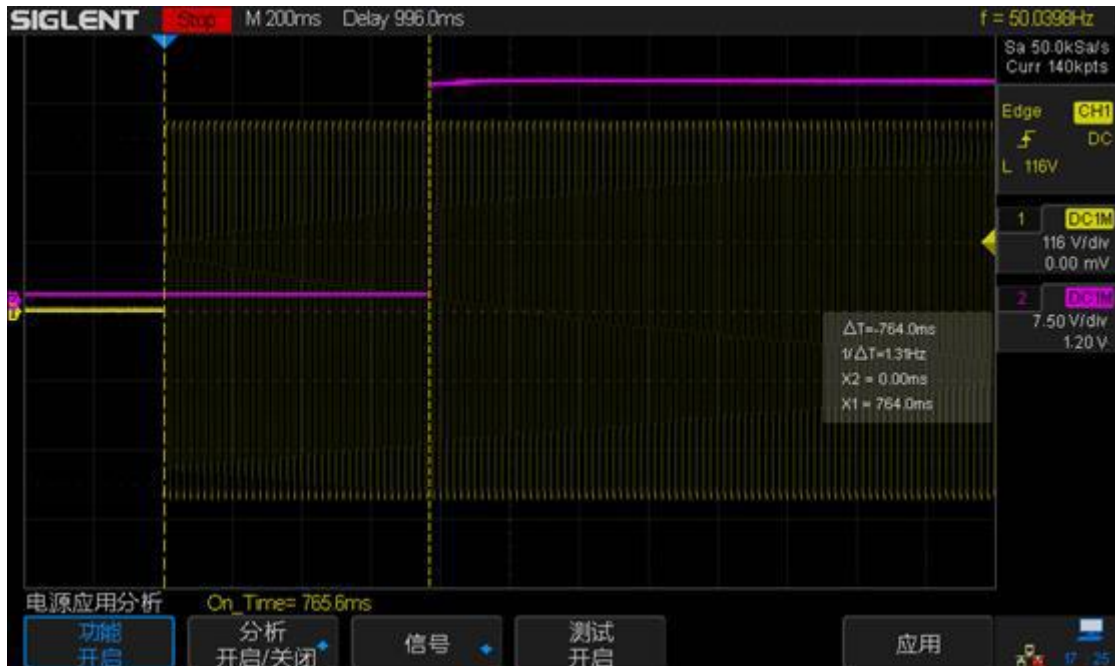 SIGLENT Stop M 200ms Delay 996.0ms f = 50.0398Hz
Sa 50.0kSa/s
Curr 140kpts
Edge CH1
DC
L 116V
1 DC1M
116 V/div
0.00 mV
2 DC1M
7.50 V/div
1.20 V
ΔT=-764.0ms
1/ΔT=1.31Hz
X2 = 0.00ms
X1 = 764.0ms
电源应用分析 On_Time= 765.6ms
功能 分析 信号 测试 应用
开启 开启/关闭 开启